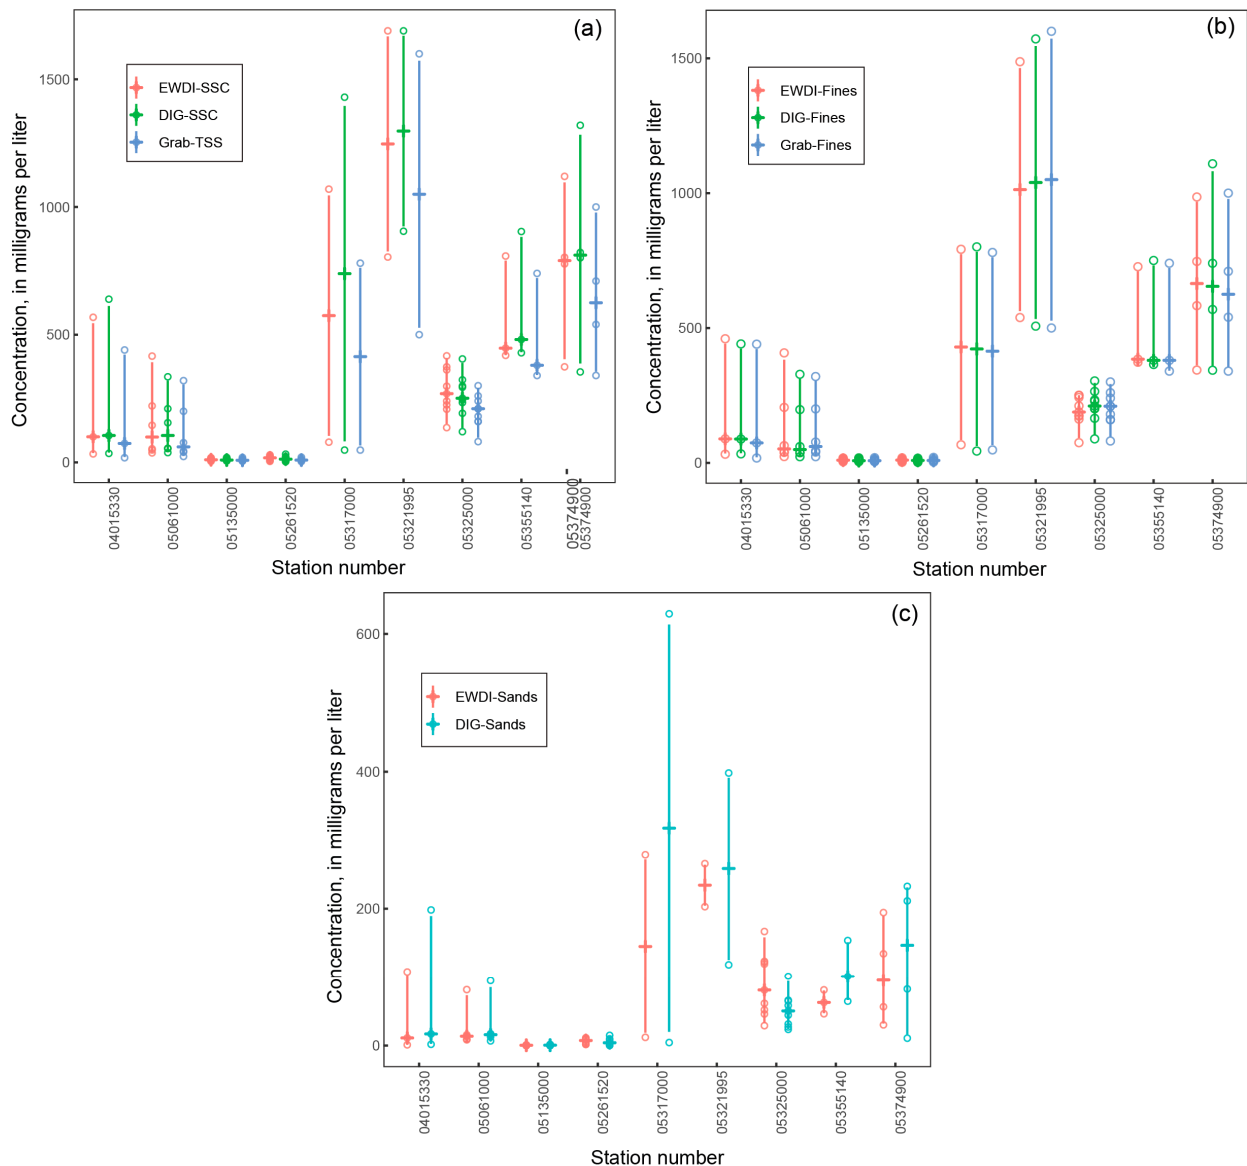 (a)
Concentration, in milligrams per liter
1500
1000
500
0
EWDI-SSC
DIG-SSC
Grab-TSS
04015330
05061000
05135000
05261520
05317000
05321995
05325000
05355140
05374900
05374900
Station number
(b)
Concentration, in milligrams per liter
1500
1000
500
0
EWDI-Fines
DIG-Fines
Grab-Fines
04015330
05061000
05135000
05261520
05317000
05321995
05325000
05355140
05374900
Station number
(c)
Concentration, in milligrams per liter
600
400
200
0
EWDI-Sands
DIG-Sands
04015330
05061000
05135000
05261520
05317000
05321995
05325000
05355140
05374900
Station number